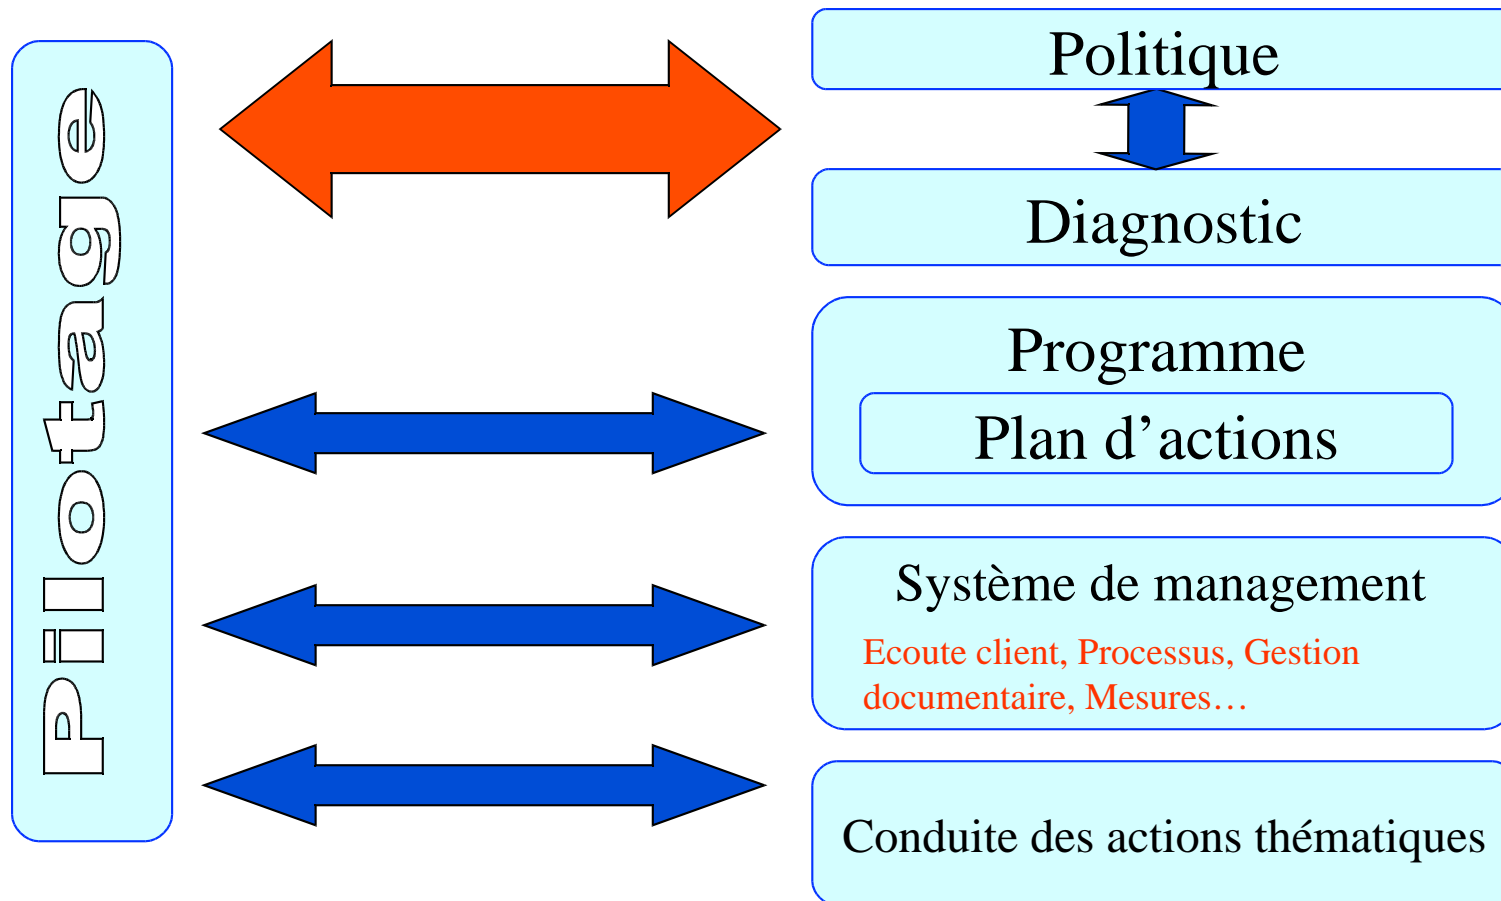 Pilotage
Politique
Diagnostic
Programme
Plan d’actions
Système de management
Ecoute client, Processus, Gestion
documentaire, Mesures…
Conduite des actions thématiques